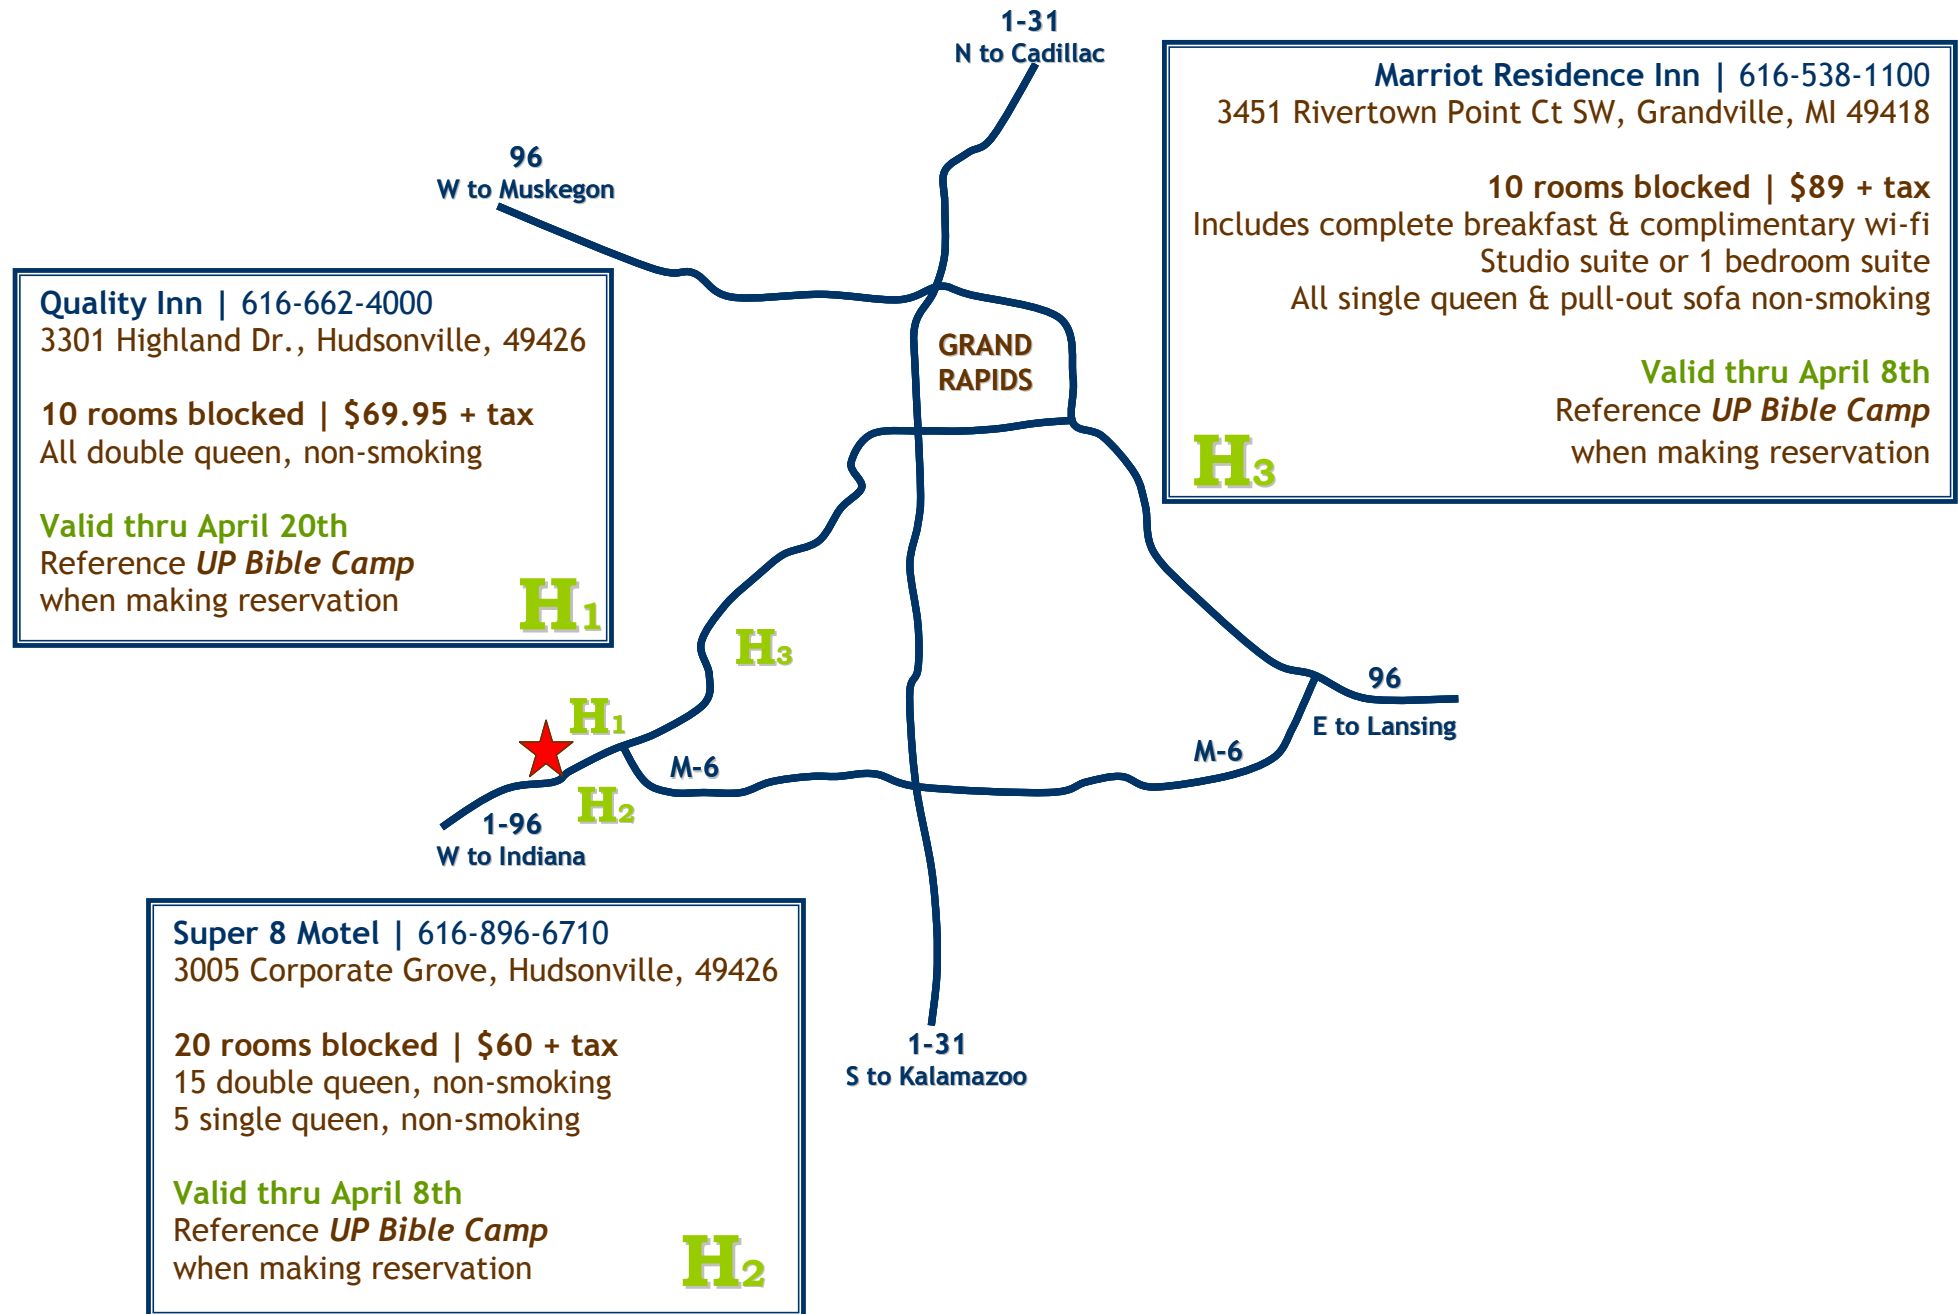 1-31
N to Cadillac
Marriot Residence Inn | 616-538-1100
3451 Rivertown Point Ct SW, Grandville, MI 49418
10 rooms blocked | $89 + tax
Includes complete breakfast & complimentary wi-fi
Studio suite or 1 bedroom suite
All single queen & pull-out sofa non-smoking
Valid thru April 8th
Reference UP Bible Camp
when making reservation
H3
96
W to Muskegon
Quality Inn | 616-662-4000
3301 Highland Dr., Hudsonville, 49426
10 rooms blocked | $69.95 + tax
All double queen, non-smoking
Valid thru April 20th
Reference UP Bible Camp
when making reservation
H1
GRAND
RAPIDS
H3
H1
H2
M-6
M-6
96
E to Lansing
1-96
W to Indiana
Super 8 Motel | 616-896-6710
3005 Corporate Grove, Hudsonville, 49426
20 rooms blocked | $60 + tax
15 double queen, non-smoking
5 single queen, non-smoking
Valid thru April 8th
Reference UP Bible Camp
when making reservation
H2
1-31
S to Kalamazoo